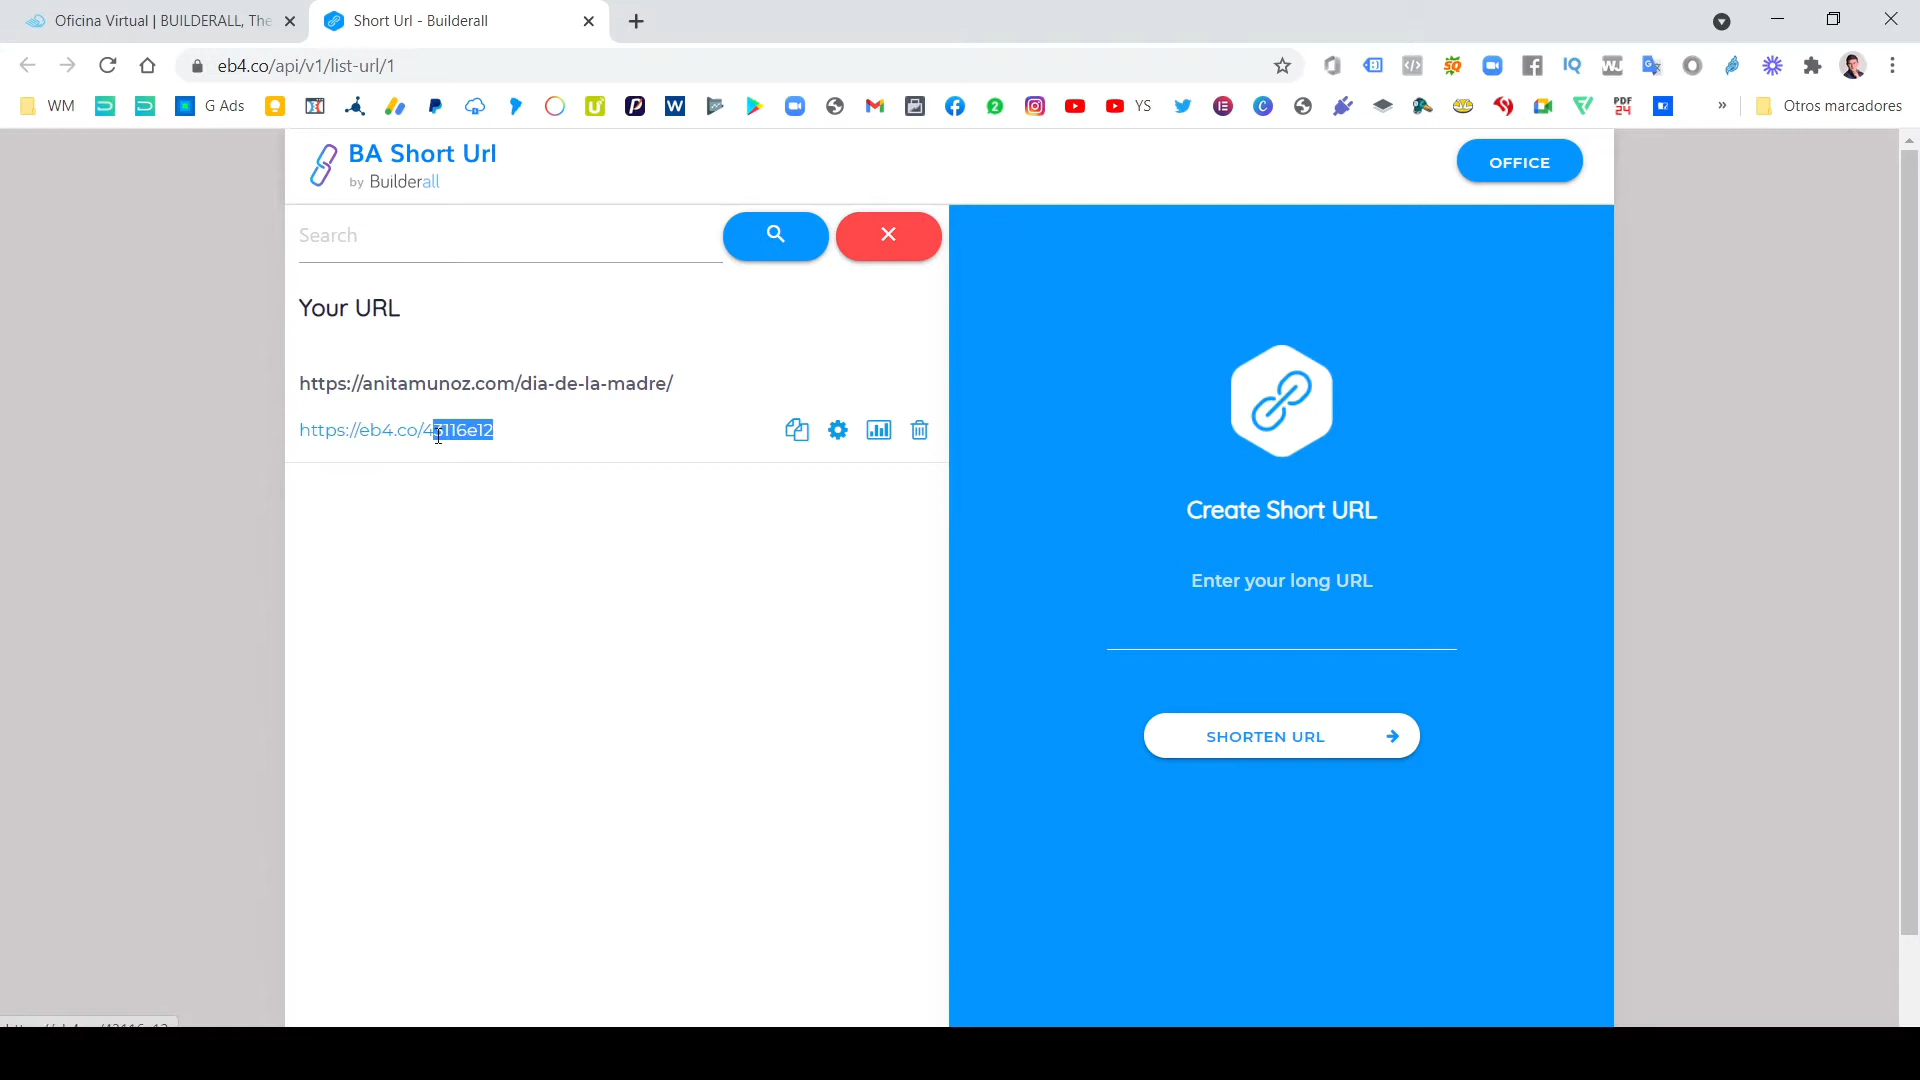 Oficina Virtual | BUILDERALL, The
Short Url - Builderall
eb4.co/api/v1/list-url/1
WM
G Ads
YS
Otros marcadores
BA Short Url
by Builderall
OFFICE
Search
Your URL
https://anitamunoz.com/dia-de-la-madre/
https://eb4.co/43116e12
Create Short URL
Enter your long URL
SHORTEN URL